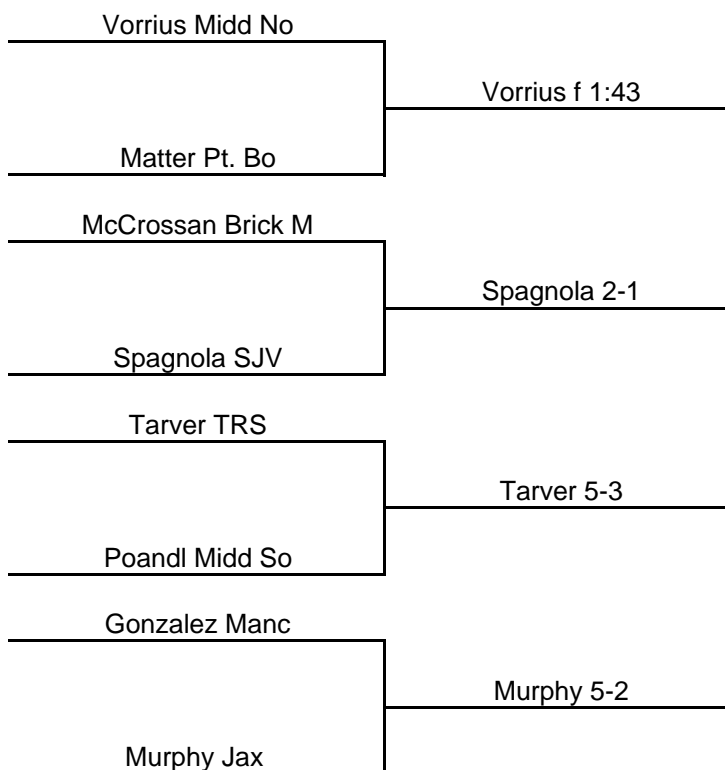 Vorrius Midd No
Vorrius f 1:43
Matter Pt. Bo
McCrossan Brick M
Spagnola 2-1
Spagnola SJV
Tarver TRS
Tarver 5-3
Poandl Midd So
Gonzalez Manc
Murphy 5-2
Murphy Jax